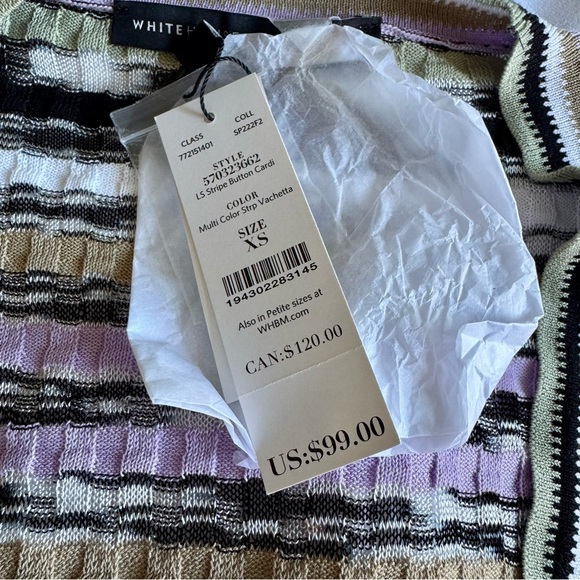 WHITE
CLASS COLL
772151401 SP222F2
STYLE
570323662
LS Stripe Button Cardi
COLOR
Multi Color Strp Vachetta
SIZE
XS
194302283145
Also in Petite sizes at
WHBM.com
CAN:$120.00
US:$99.00